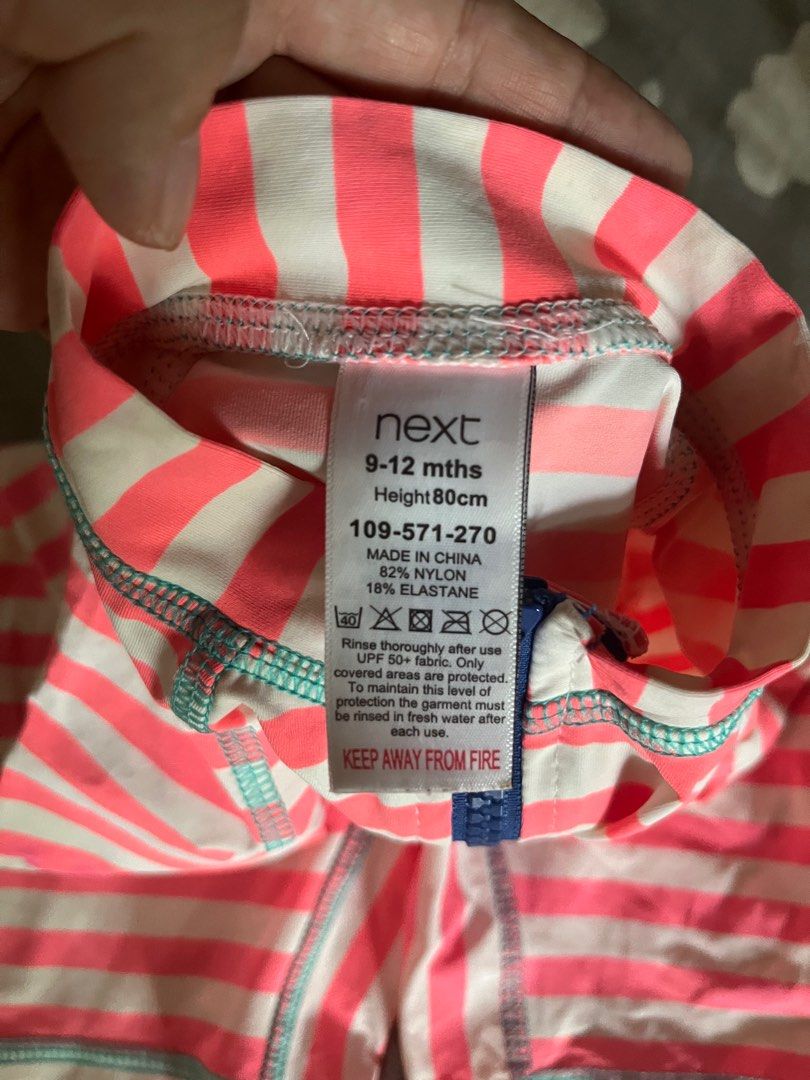 next
9-12 mths
Height 80cm
109-571-270
MADE IN CHINA
82% NYLON
18% ELASTANE
40
Rinse thoroughly after use
UPF 50+ fabric. Only
covered areas are protected.
To maintain this level of
protection the garment must
be rinsed in fresh water after
each use.
KEEP AWAY FROM FIRE